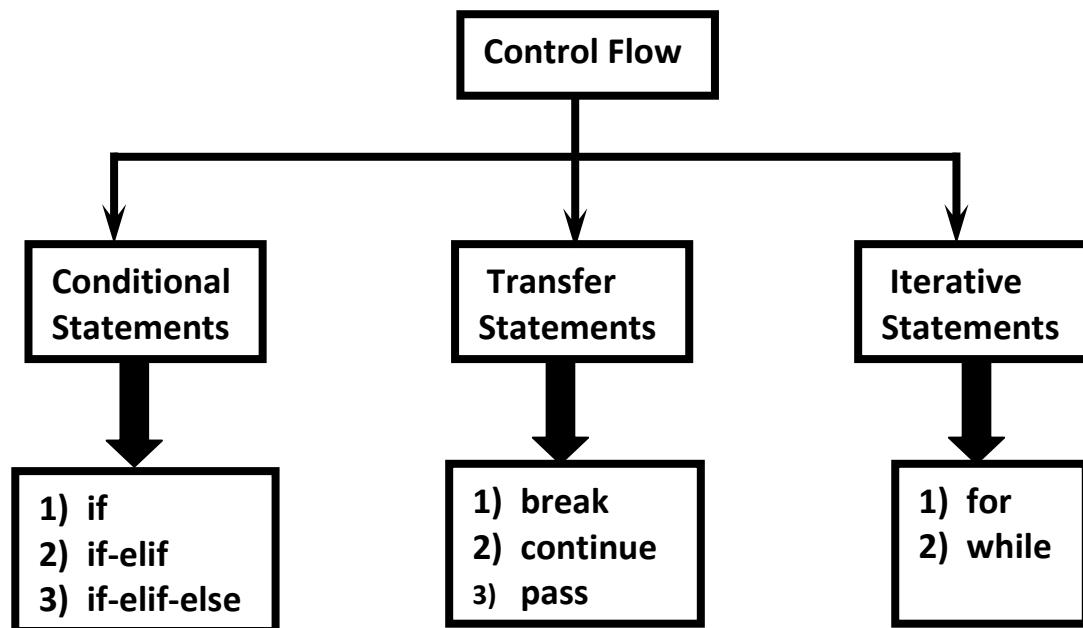 Control Flow
Conditional
Statements
Transfer
Statements
Iterative
Statements
1) if
2) if-elif
3) if-elif-else
1) break
2) continue
3) pass
1) for
2) while